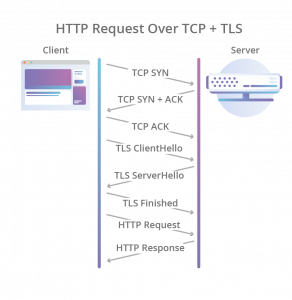 HTTP Request Over TCP + TLS
Client
Server
TCP SYN
TCP SYN + ACK
TCP ACK
TLS ClientHello
TLS ServerHello
TLS Finished
HTTP Request
HTTP Response